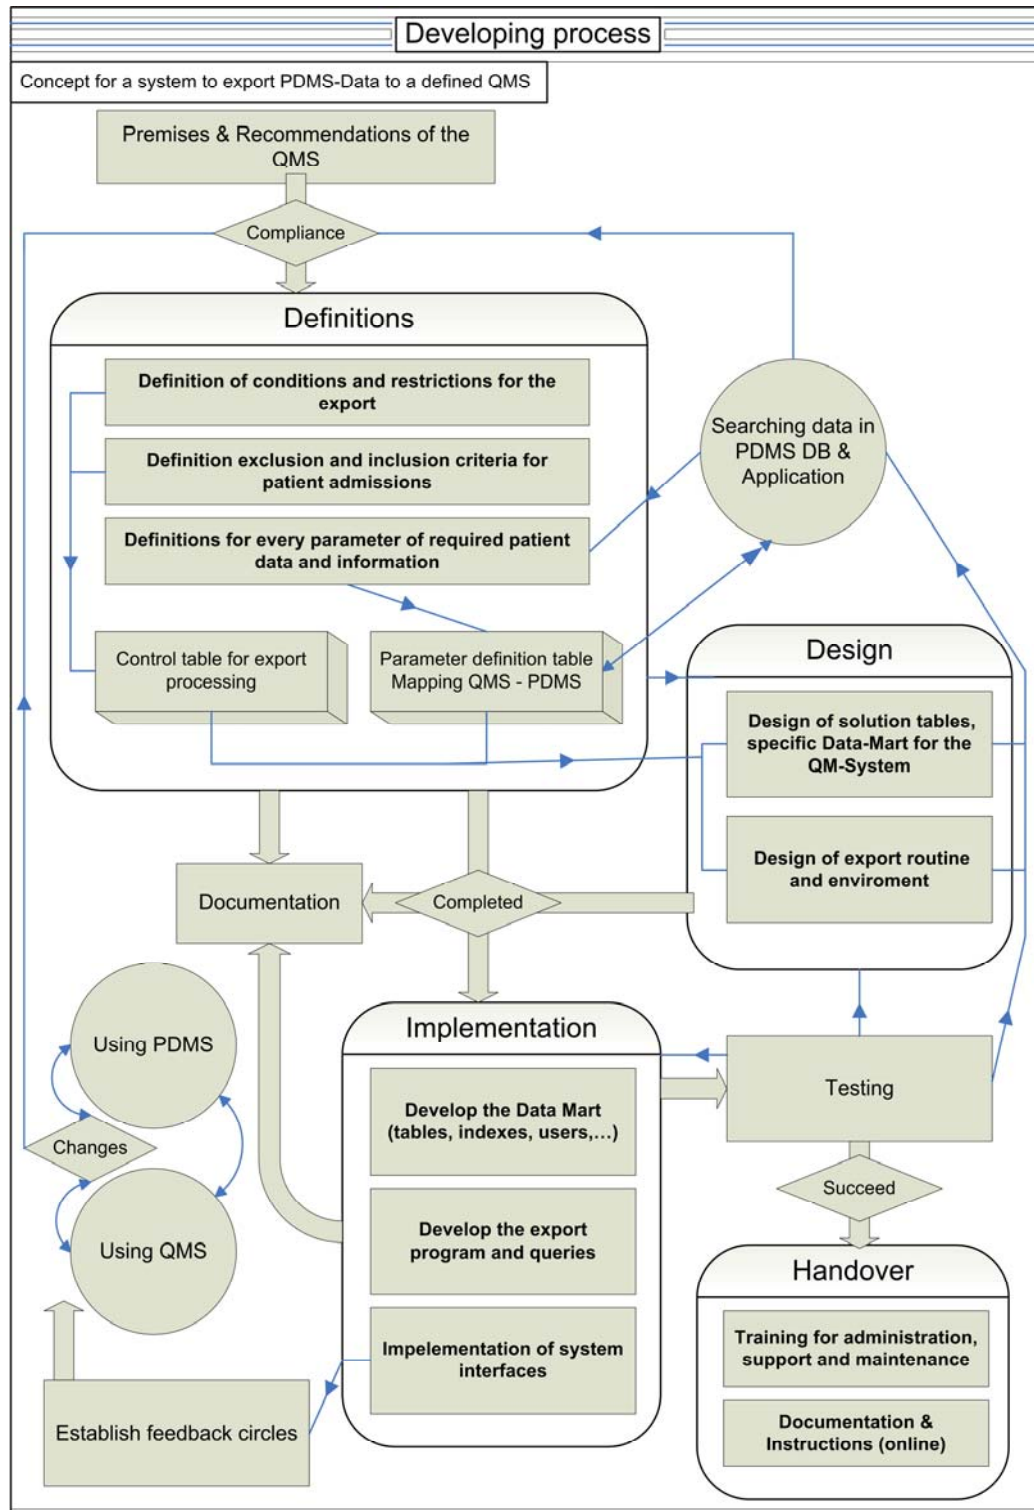 Developing process
Concept for a system to export PDMS-Data to a defined QMS
Premises & Recommendations of the
QMS
Compliance
Definitions
Definition of conditions and restrictions for the
export
Definition exclusion and inclusion criteria for
patient admissions
Definitions for every parameter of required patient
data and information
Control table for export
processing
Parameter definition table
Mapping QMS - PDMS
Searching data in
PDMS DB &
Application
Design
Design of solution tables,
specific Data-Mart for the
QM-System
Design of export routine
and enviroment
Documentation
Completed
Using PDMS
Changes
Using QMS
Establish feedback circles
Implementation
Develop the Data Mart
(tables, indexes, users,...)
Develop the export
program and queries
Impelementation of system
interfaces
Testing
Succeed
Handover
Training for administration,
support and maintenance
Documentation &
Instructions (online)